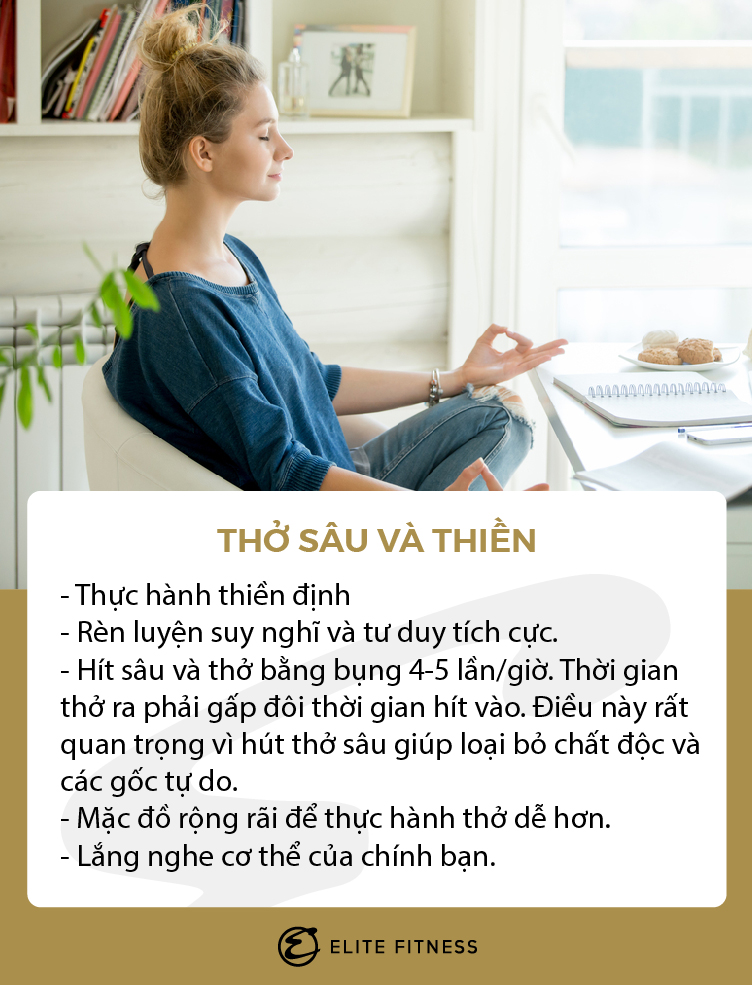 THỞ SÂU VÀ THIỀN
- Thực hành thiền định
- Rèn luyện suy nghĩ và tư duy tích cực.
- Hít sâu và thở bằng bụng 4-5 lần/giờ. Thời gian
thở ra phải gấp đôi thời gian hít vào. Điều này rất
quan trọng vì hút thở sâu giúp loại bỏ chất độc và
các gốc tự do.
- Mặc đồ rộng rãi để thực hành thở dễ hơn.
- Lắng nghe cơ thể của chính bạn.
ELITE FITNESS